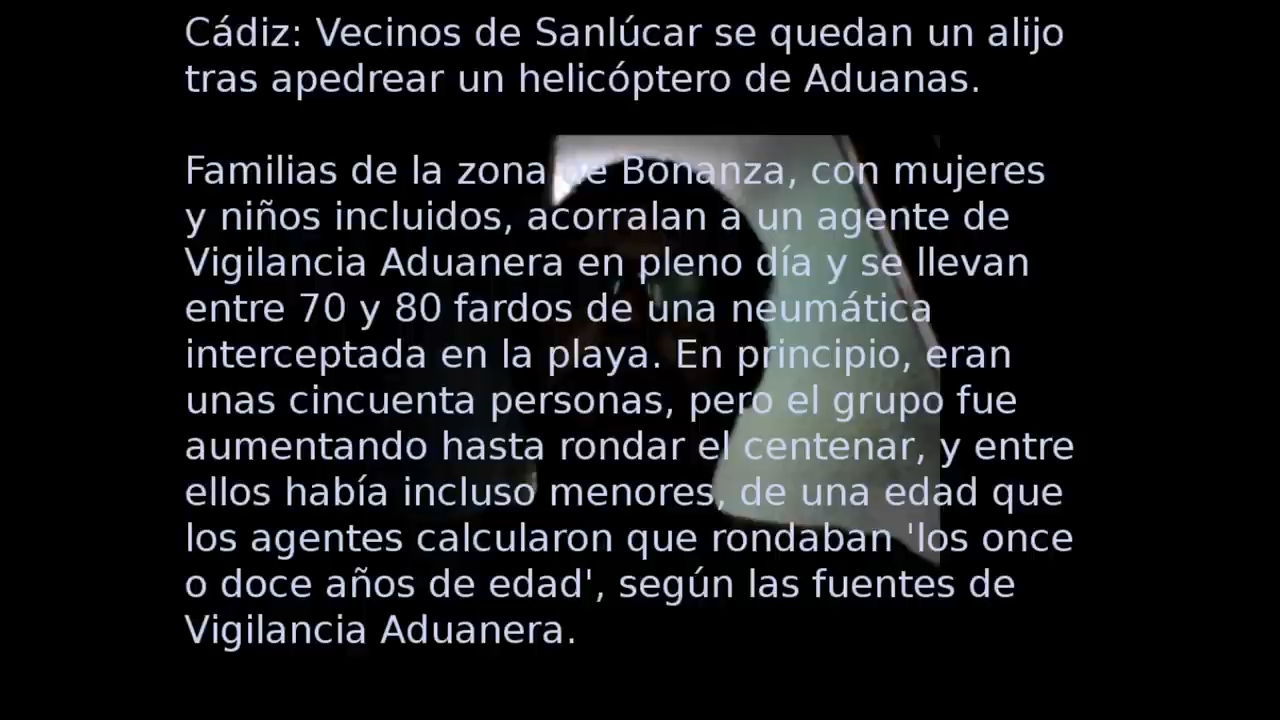 Cádiz: Vecinos de Sanlúcar se quedan un alijo
tras apedrear un helicóptero de Aduanas.
Familias de la zona de Bonanza, con mujeres
y niños incluidos, acorralan a un agente de
Vigilancia Aduanera en pleno día y se llevan
entre 70 y 80 fardos de una neumática
interceptada en la playa. En principio, eran
unas cincuenta personas, pero el grupo fue
aumentando hasta rondar el centenar, y entre
ellos había incluso menores, de una edad que
los agentes calcularon que rondaban 'los once
o doce años de edad', según las fuentes de
Vigilancia Aduanera.